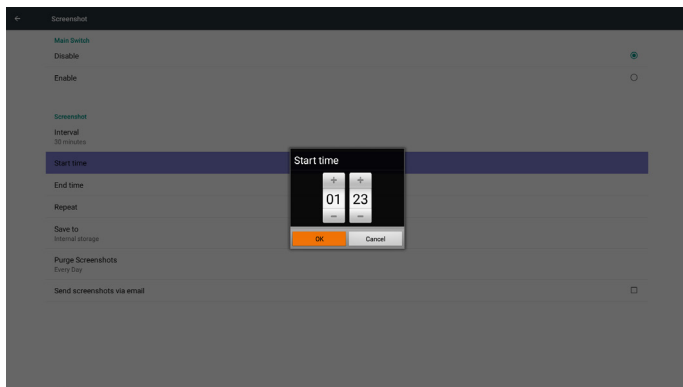 Screenshot
Main Switch
Disable
Enable
Screenshot
Interval
30 minutes
Start time
End time
Repeat
Save to
Internal storage
Purge Screenshots
Every Day
Send screenshots via email
Start time
+ +
01 23
− −
OK Cancel